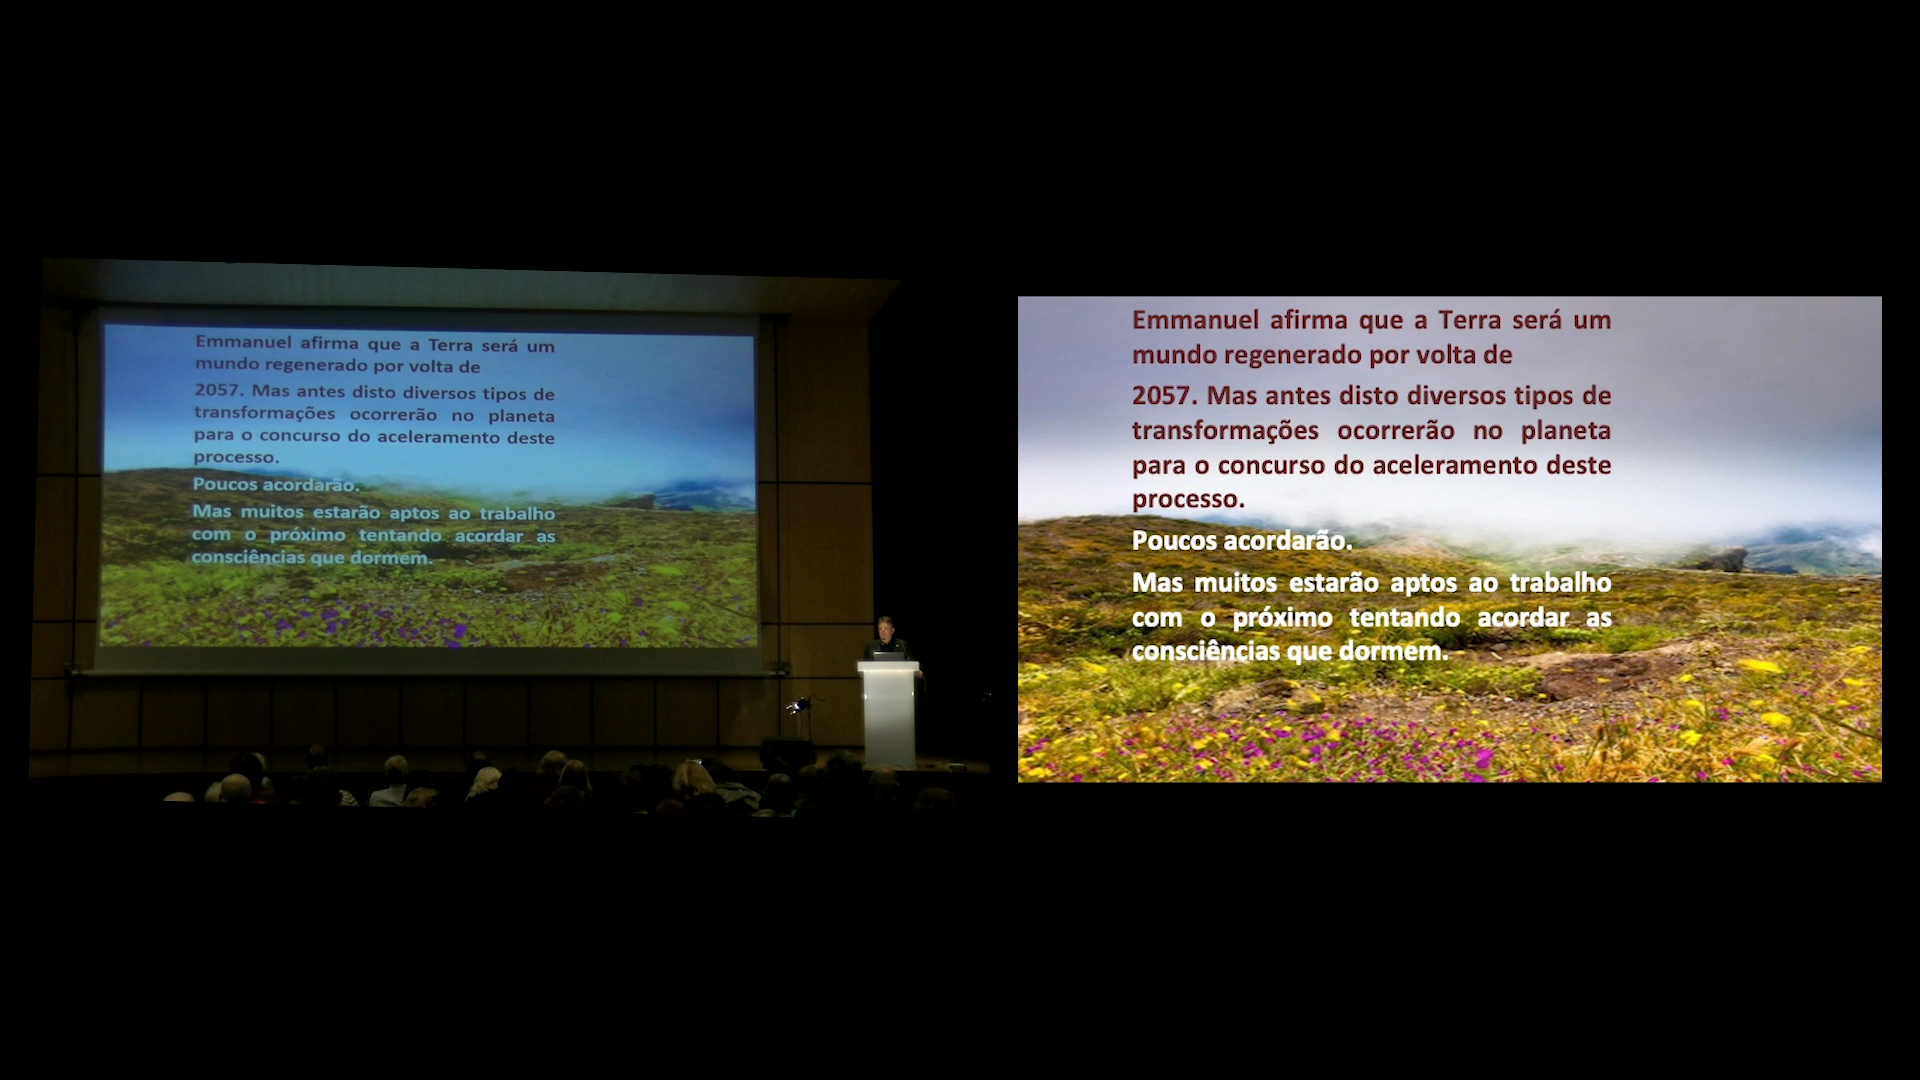 Emmanuel afirma que a Terra será um
mundo regenerado por volta de
2057. Mas antes disto diversos tipos de
transformações ocorrerão no planeta
para o concurso do aceleramento deste
processo.
Poucos acordarão.
Mas muitos estarão aptos ao trabalho
com o próximo tentando acordar as
consciências que dormem.
Emmanuel afirma que a Terra será um
mundo regenerado por volta de
2057. Mas antes disto diversos tipos de
transformações ocorrerão no planeta
para o concurso do aceleramento deste
processo.
Poucos acordarão.
Mas muitos estarão aptos ao trabalho
com o próximo tentando acordar as
consciências que dormem.